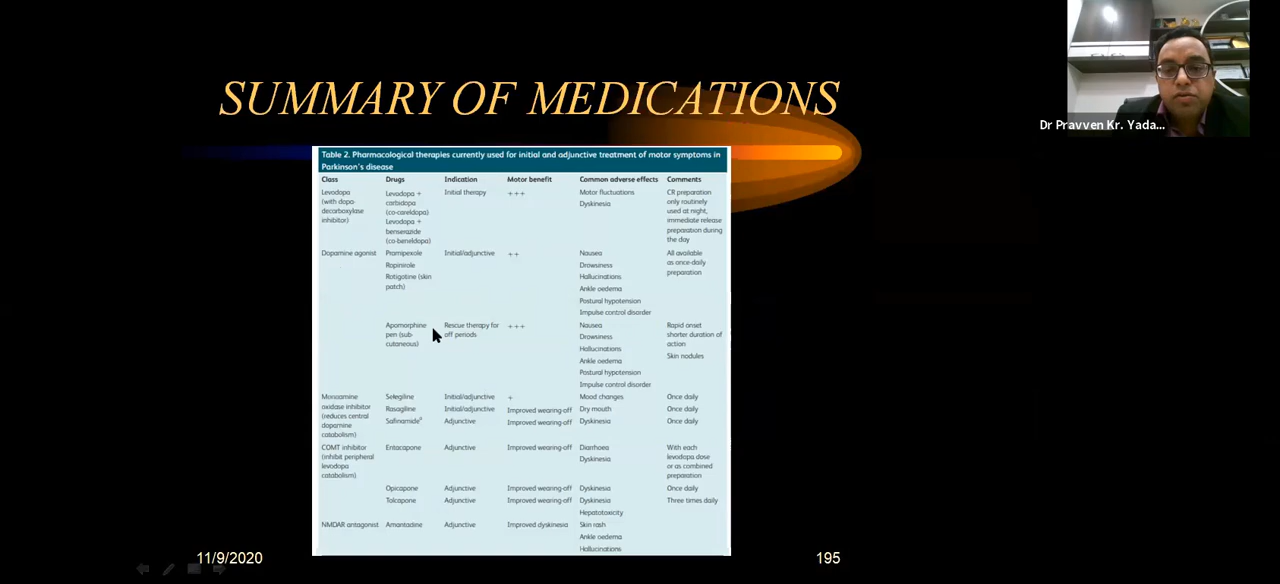 SUMMARY OF MEDICATIONS
Dr Pravven Kr. Yada...
Table 2. Pharmacological therapies currently used for initial and adjunctive treatment of motor symptoms in
Parkinson's disease
Class Drugs Indication Motor benefit Common adverse effects Comments
Levodopa
(with dopa-
decarboxylase
inhibitor)
Levodopa +
carbidopa
(co-careldopa)
Levodopa +
benserazide
(co-beneldopa)
Initial therapy
+++
Motor fluctuations
Dyskinesia
CR preparation
only routinely
used at night,
immediate release
preparation during
the day
Dopamine agonist
Pramipexole
Ropinirole
Rotigotine (skin
patch)
Initial/adjunctive
++
Nausea
Drowsiness
Hallucinations
Ankle oedema
Postural hypotension
Impulse control disorder
All available
as once-daily
preparation
Apomorphine
pen (sub-
cutaneous)
Rescue therapy for
off periods
+++
Nausea
Drowsiness
Hallucinations
Ankle oedema
Postural hypotension
Impulse control disorder
Rapid onset
shorter duration of
action
Skin nodules
Monoamine
oxidase inhibitor
(reduces central
dopamine
catabolism)
Selegiline Initial/adjunctive + Mood changes Once daily
Rasagiline Initial/adjunctive Improved wearing-off Dry mouth Once daily
Safinamide Adjunctive Improved wearing-off Dyskinesia Once daily
COMT inhibitor
(inhibit peripheral
levodopa
catabolism)
Entacapone
Adjunctive
Improved wearing-off
Diarrhoea
Dyskinesia
With each
levodopa dose
or as combined
preparation
Opicapone Adjunctive Improved wearing-off Dyskinesia Once daily
Tolcapone Adjunctive Improved wearing-off Dyskinesia Three times daily
Hepatotoxicity
NMDAR antagonist Amantadine Adjunctive Improved dyskinesia Skin rash
Ankle oedema
Hallucinations
11/9/2020
195